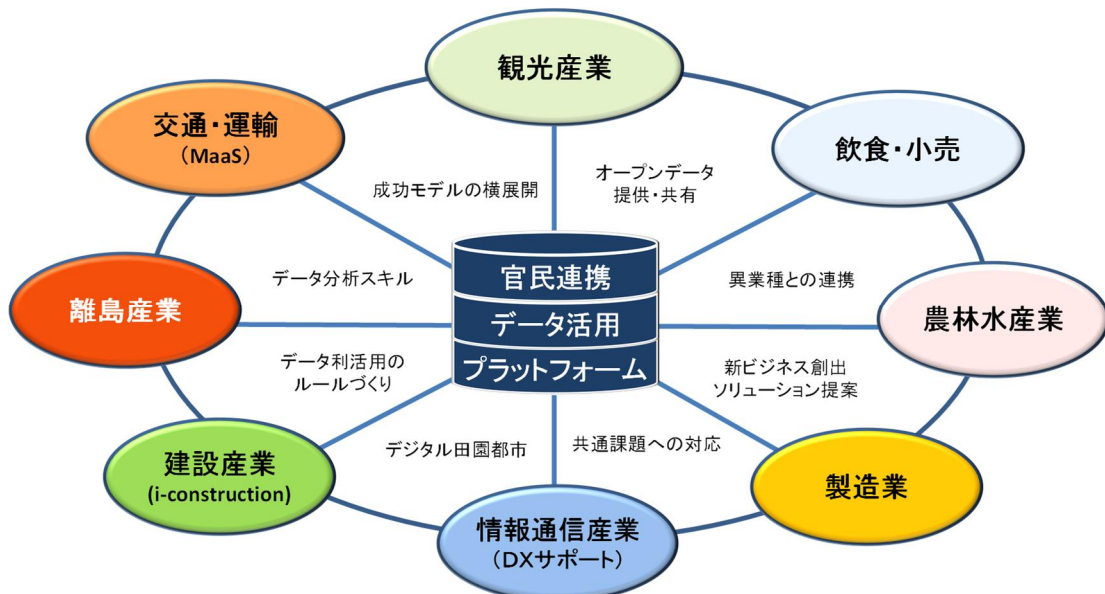 観光産業
交通・運輸
（MaaS）
飲食・小売
成功モデルの横展開
オープンデータ
提供・共有
官民連携
データ活用
プラットフォーム
データ分析スキル
異業種との連携
離島産業
農林水産業
データ利活用の
ルールづくり
新ビジネス創出
ソリューション提案
デジタル田園都市
共通課題への対応
建設産業
(i-construction)
製造業
情報通信産業
（DXサポート）